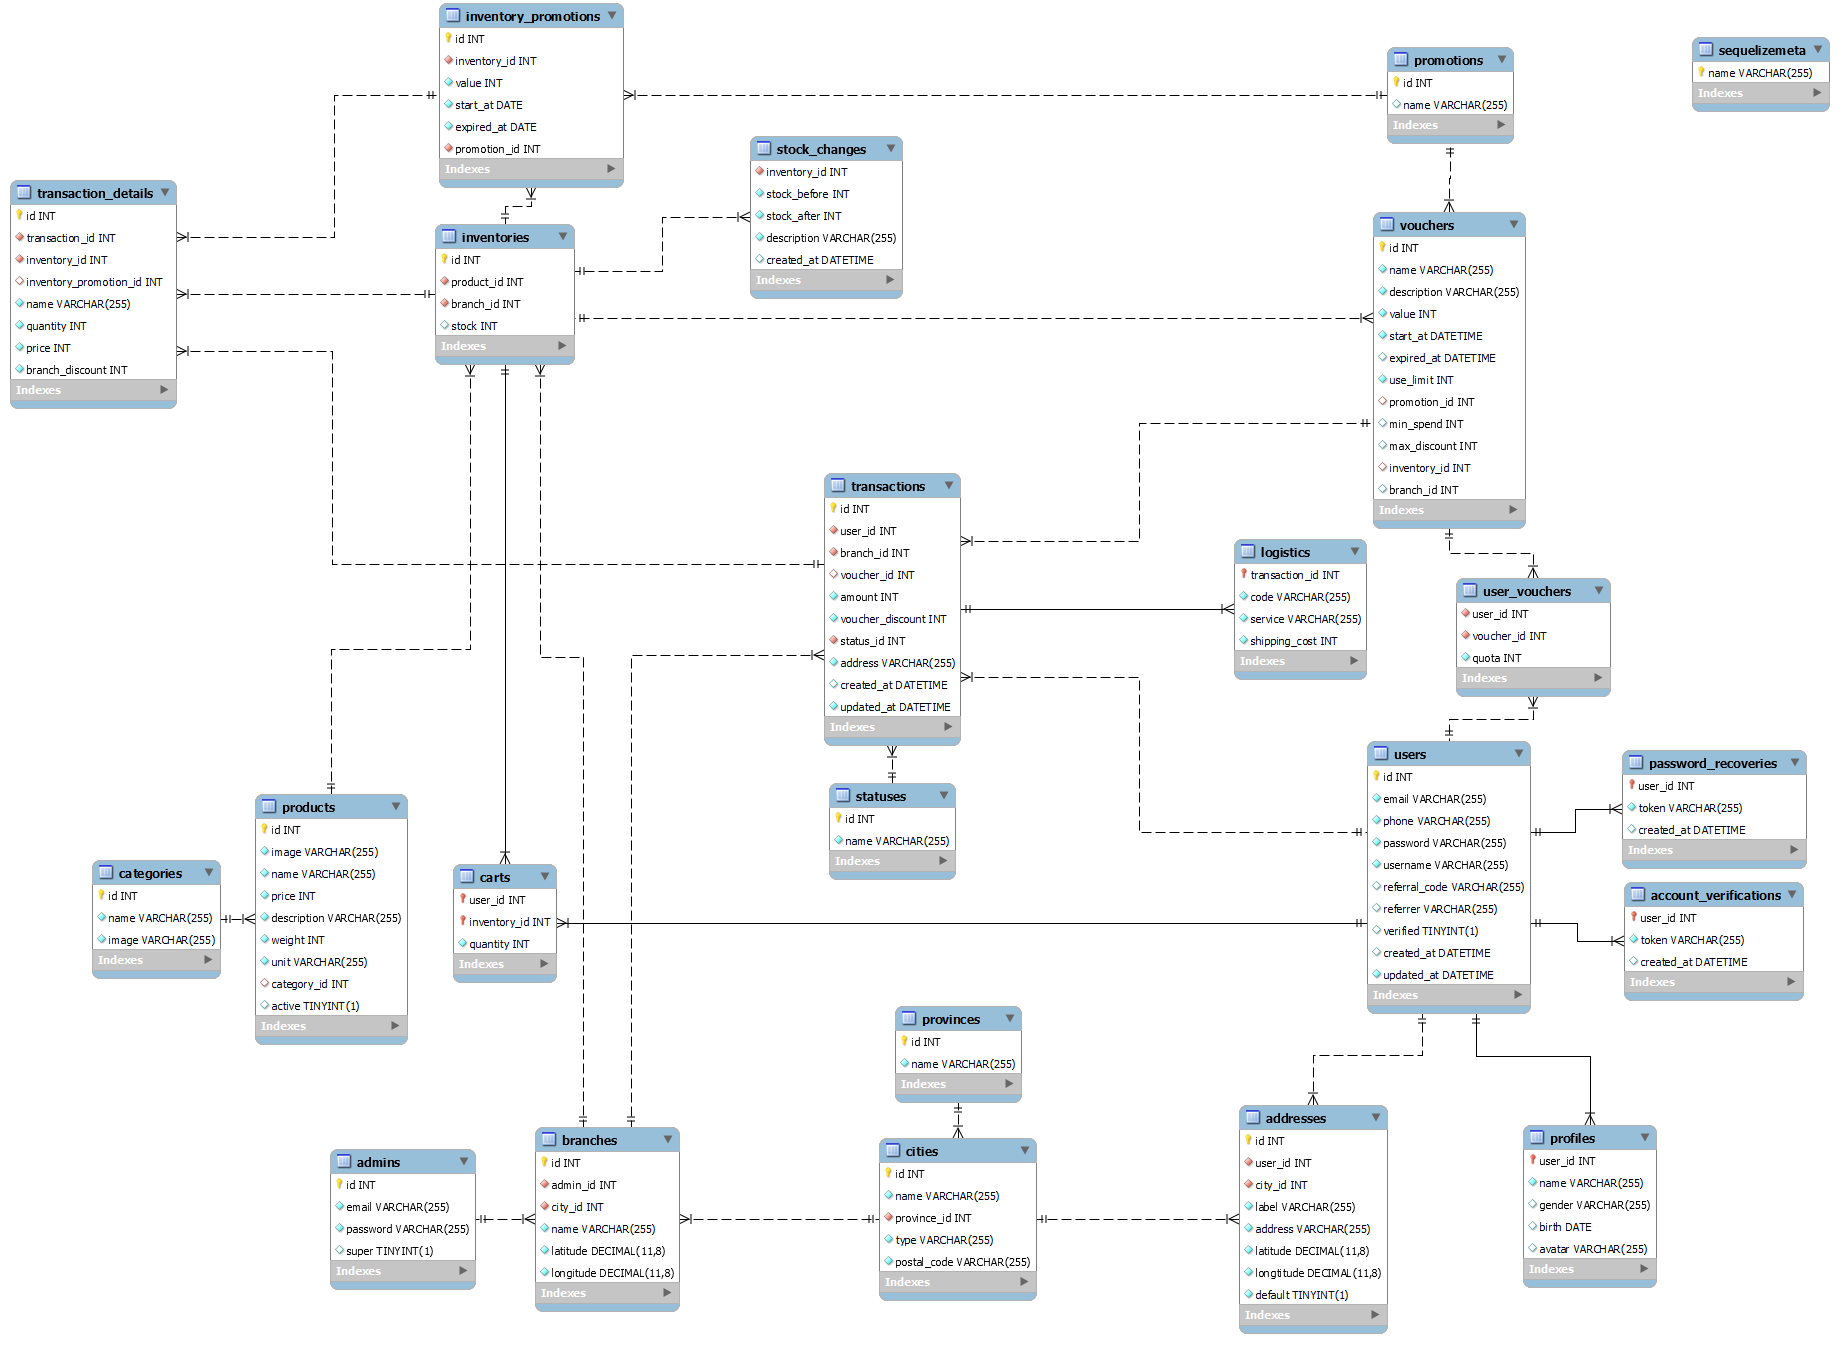 inventory_promotions
id INT
inventory_id INT
value INT
start_at DATE
expired_at DATE
promotion_id INT
Indexes
promotions
id INT
name VARCHAR(255)
Indexes
sequelizemeta
name VARCHAR(255)
Indexes
stock_changes
inventory_id INT
stock_before INT
stock_after INT
description VARCHAR(255)
created_at DATETIME
Indexes
transaction_details
id INT
transaction_id INT
inventory_id INT
inventory_promotion_id INT
name VARCHAR(255)
quantity INT
price INT
branch_discount INT
Indexes
inventories
id INT
product_id INT
branch_id INT
stock INT
Indexes
vouchers
id INT
name VARCHAR(255)
description VARCHAR(255)
value INT
start_at DATETIME
expired_at DATETIME
use_limit INT
promotion_id INT
min_spend INT
max_discount INT
inventory_id INT
branch_id INT
Indexes
transactions
id INT
user_id INT
branch_id INT
voucher_id INT
amount INT
voucher_discount INT
status_id INT
address VARCHAR(255)
created_at DATETIME
updated_at DATETIME
Indexes
logistics
transaction_id INT
code VARCHAR(255)
service VARCHAR(255)
shipping_cost INT
Indexes
user_vouchers
user_id INT
voucher_id INT
quota INT
Indexes
users
id INT
email VARCHAR(255)
phone VARCHAR(255)
password VARCHAR(255)
username VARCHAR(255)
referral_code VARCHAR(255)
referrer VARCHAR(255)
verified TINYINT(1)
created_at DATETIME
updated_at DATETIME
Indexes
password_recoveries
user_id INT
token VARCHAR(255)
created_at DATETIME
Indexes
statuses
id INT
name VARCHAR(255)
Indexes
products
id INT
image VARCHAR(255)
name VARCHAR(255)
price INT
description VARCHAR(255)
weight INT
unit VARCHAR(255)
category_id INT
active TINYINT(1)
Indexes
categories
id INT
name VARCHAR(255)
image VARCHAR(255)
Indexes
carts
user_id INT
inventory_id INT
quantity INT
Indexes
account_verifications
user_id INT
token VARCHAR(255)
created_at DATETIME
Indexes
provinces
id INT
name VARCHAR(255)
Indexes
addresses
id INT
user_id INT
city_id INT
label VARCHAR(255)
address VARCHAR(255)
latitude DECIMAL(11,8)
longtitude DECIMAL(11,8)
default TINYINT(1)
Indexes
profiles
user_id INT
name VARCHAR(255)
gender VARCHAR(255)
birth DATE
avatar VARCHAR(255)
Indexes
branches
id INT
admin_id INT
city_id INT
name VARCHAR(255)
latitude DECIMAL(11,8)
longitude DECIMAL(11,8)
Indexes
cities
id INT
name VARCHAR(255)
province_id INT
type VARCHAR(255)
postal_code VARCHAR(255)
Indexes
admins
id INT
email VARCHAR(255)
password VARCHAR(255)
super TINYINT(1)
Indexes